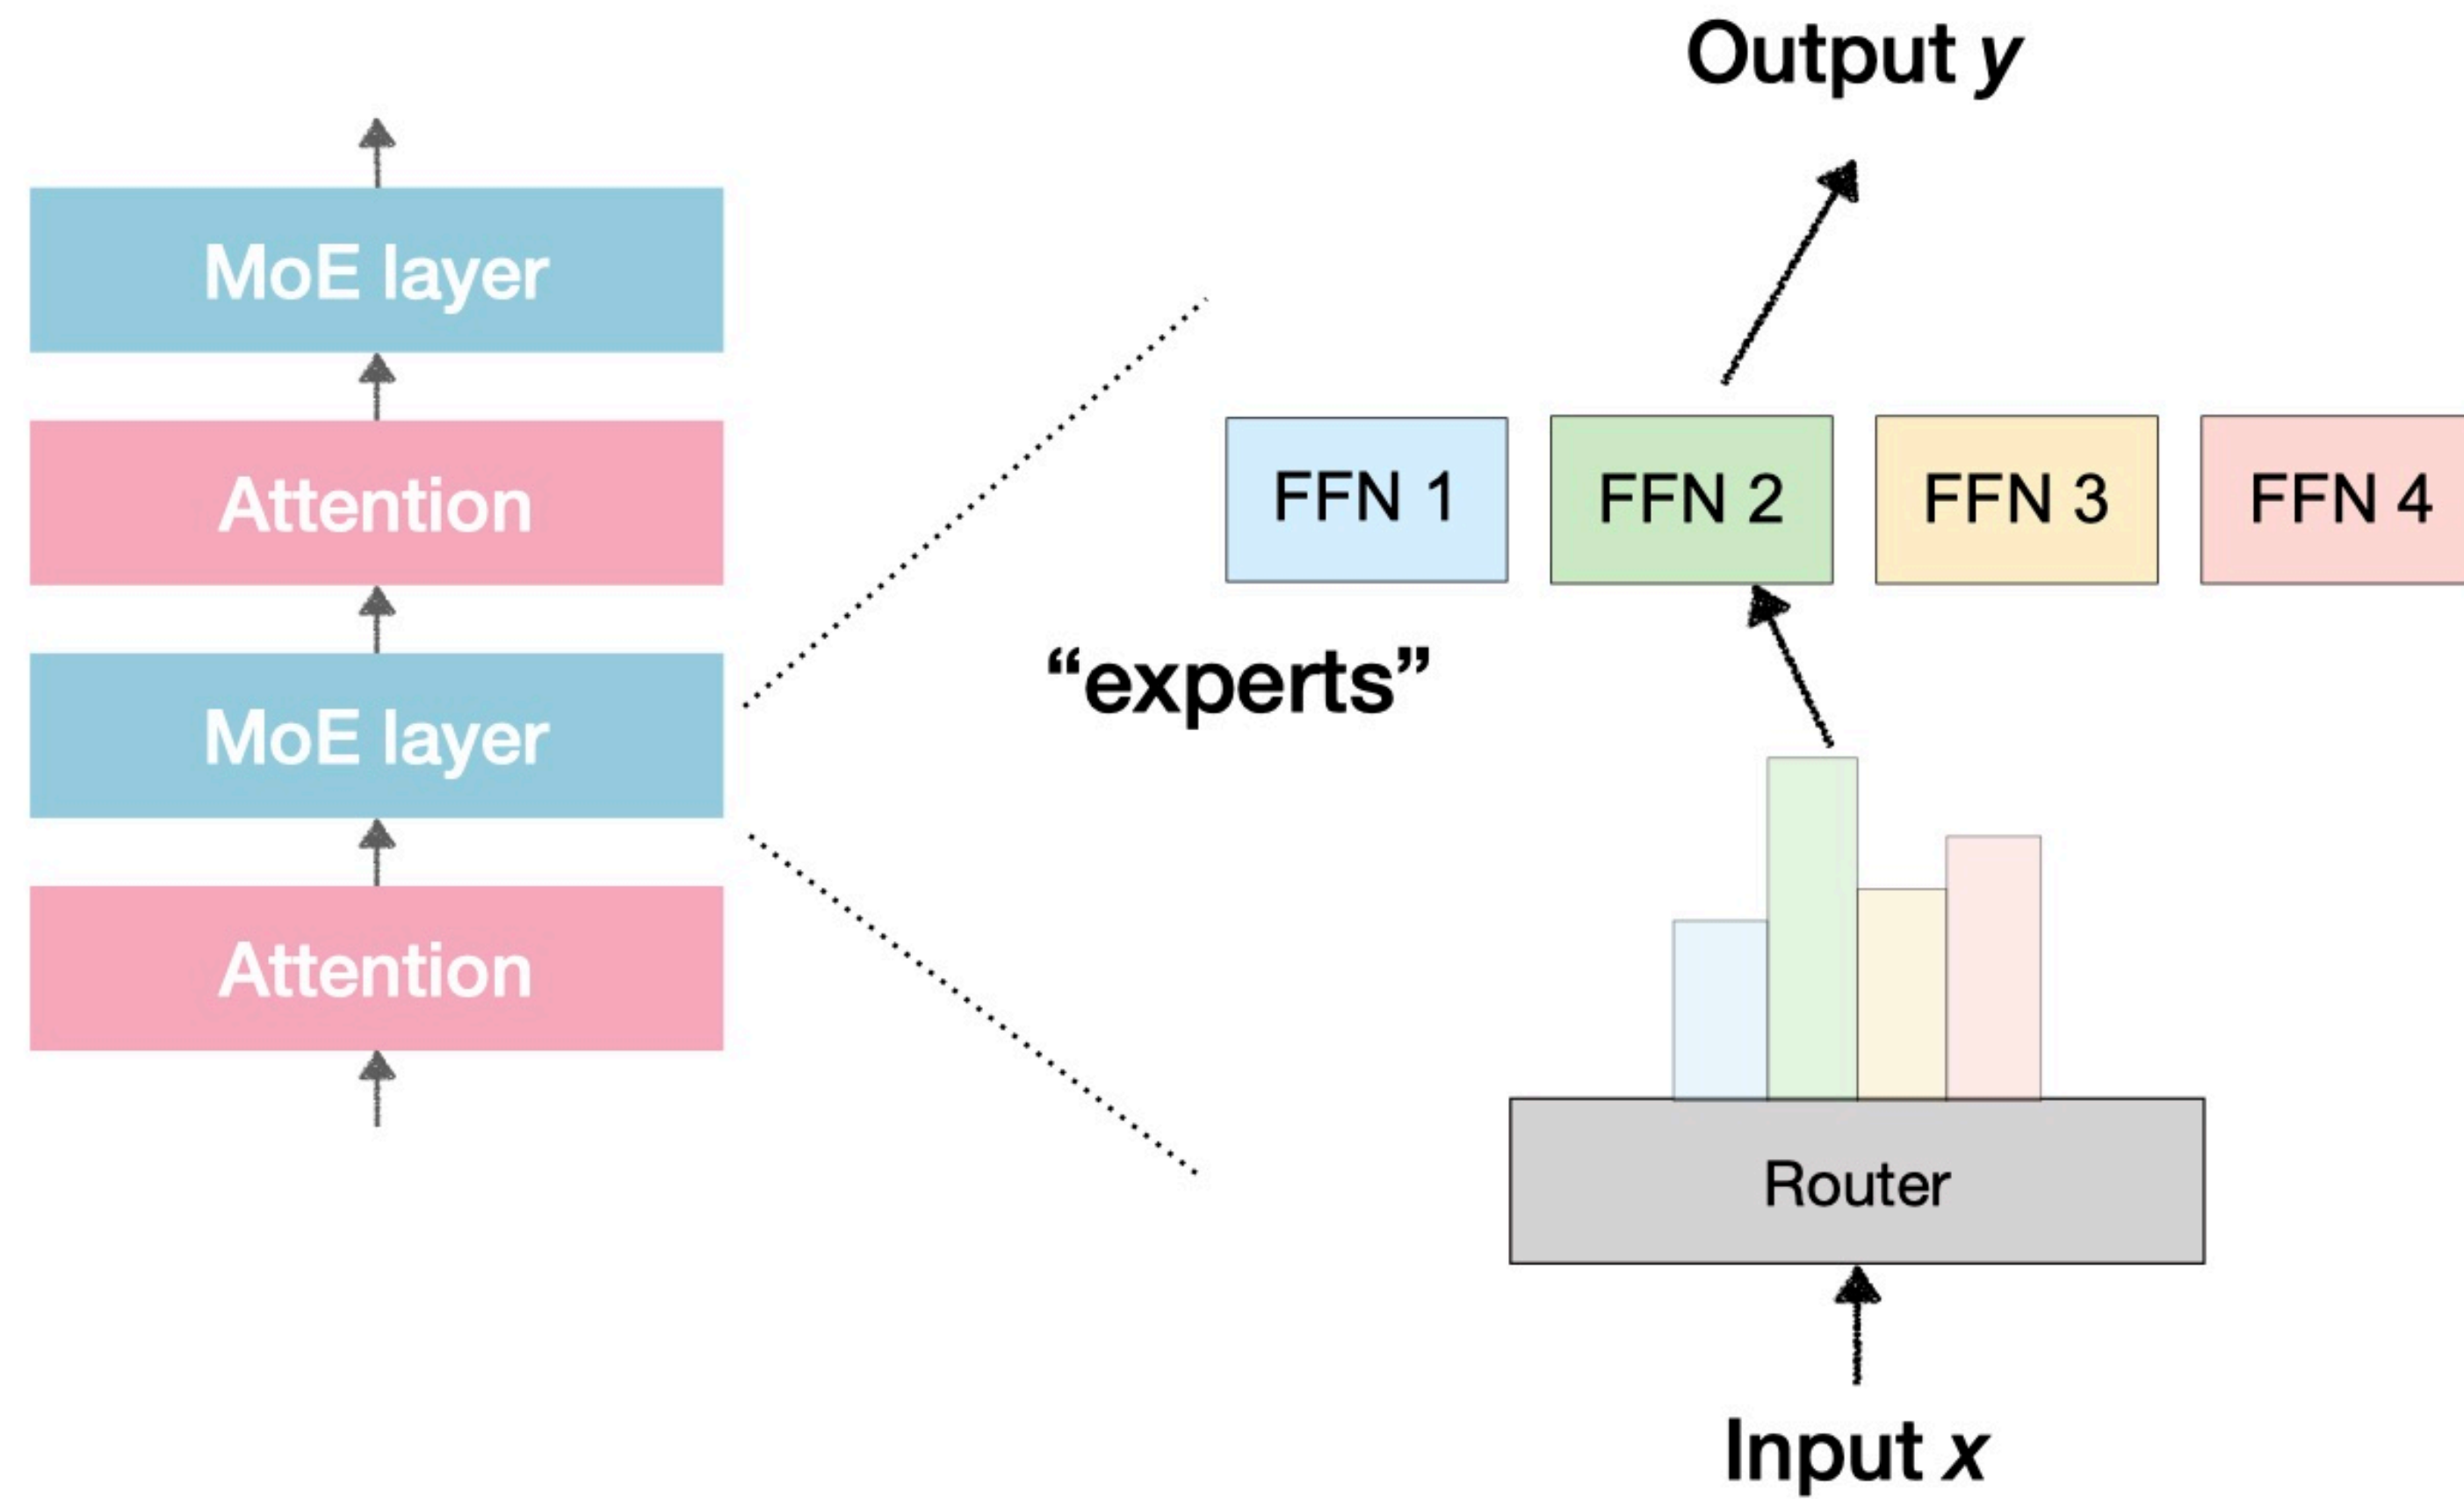 MoE layer
Attention
MoE layer
Attention
Output y
FFN 1
FFN 2
FFN 3
FFN 4
“experts”
Router
Input x